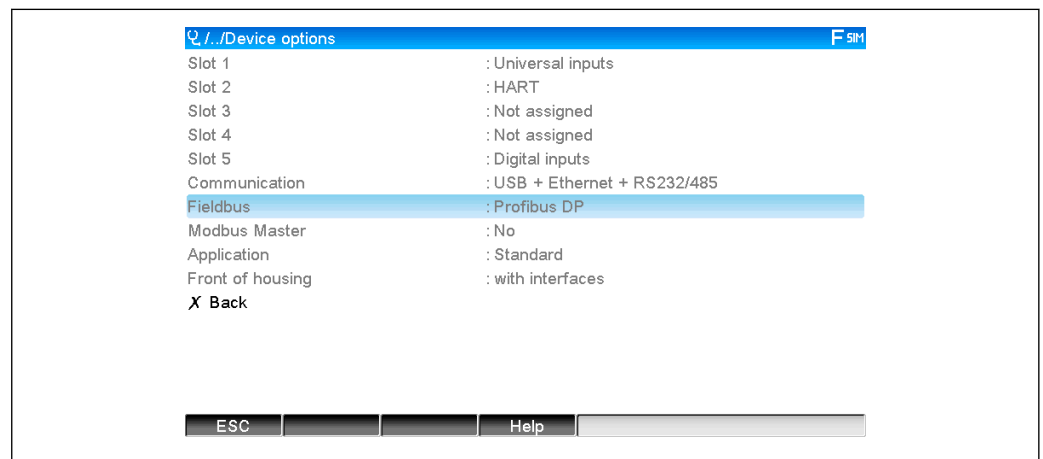 /../Device options F SIM
Slot 1 : Universal inputs
Slot 2 : HART
Slot 3 : Not assigned
Slot 4 : Not assigned
Slot 5 : Digital inputs
Communication : USB + Ethernet + RS232/485
Fieldbus : Profibus DP
Modbus Master : No
Application : Standard
Front of housing : with interfaces
X Back
ESC Help